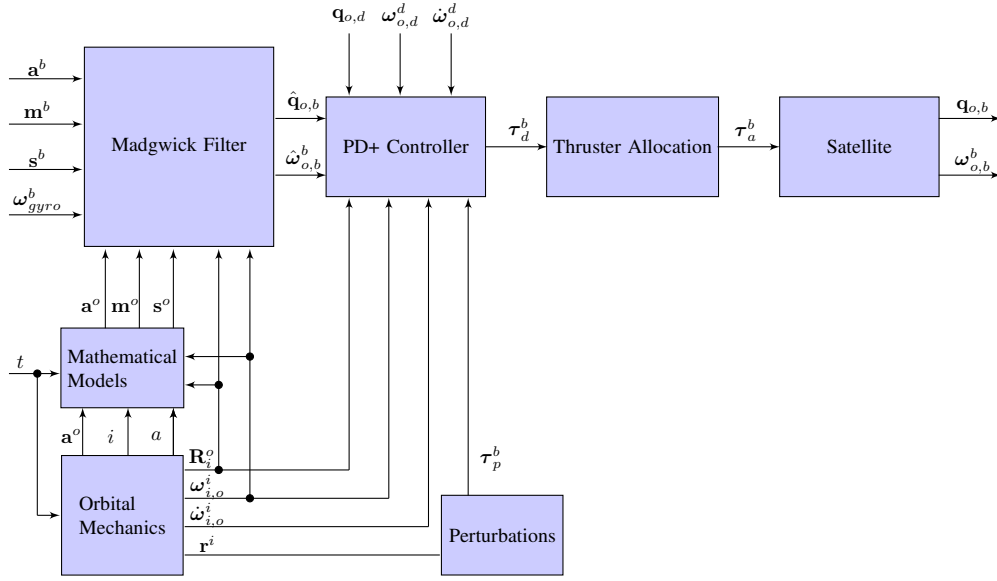 𝐪_{o,d} 𝝎^d_{o,d} 𝝎̇^d_{o,d}
𝐚^b
𝐦^b
𝐬^b
𝝎^b_{gyro}
Madgwick Filter
𝐪̂_{o,b}
𝝎̂^b_{o,b}
PD+ Controller
𝝉^b_d
Thruster Allocation
𝝉^b_a
Satellite
𝐪_{o,b}
𝝎^b_{o,b}
𝐚^o 𝐦^o 𝐬^o
t
Mathematical
Models
𝐚^o i a
Orbital
Mechanics
𝐑^o_i
𝝎^i_{i,o}
𝝎̇^i_{i,o}
𝐫^i
𝝉^b_p
Perturbations